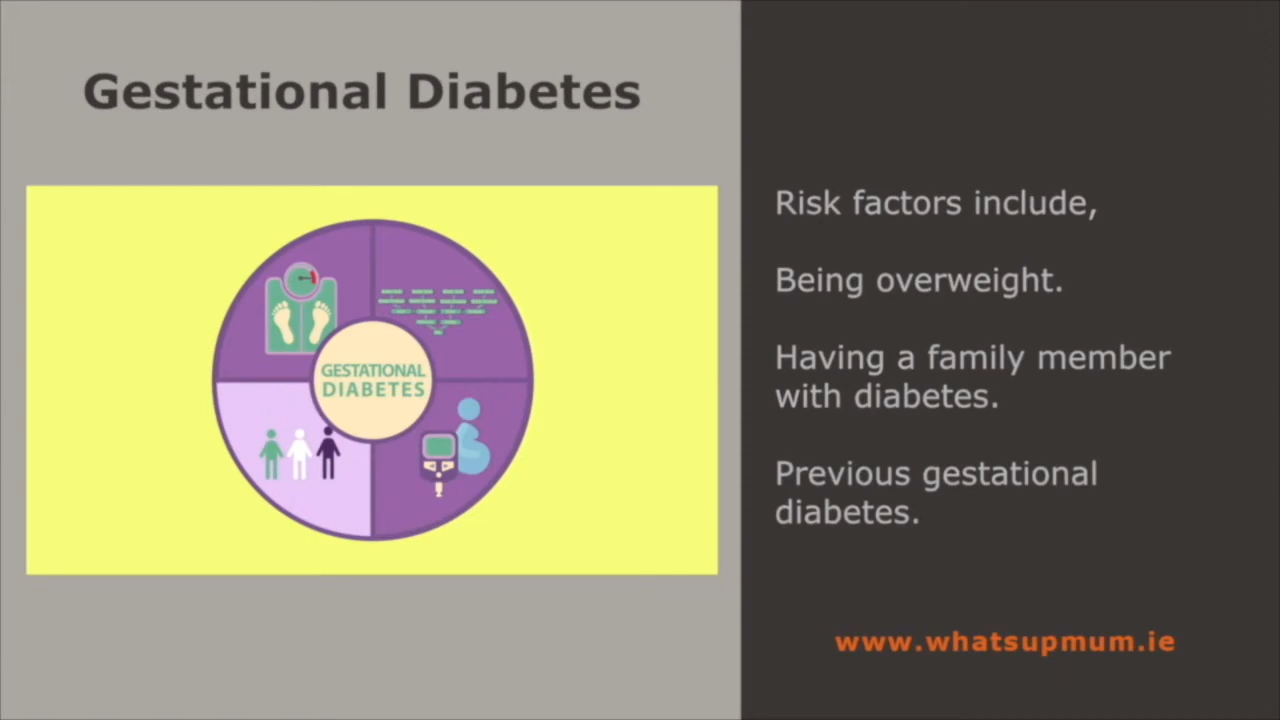 Gestational Diabetes
GESTATIONAL
DIABETES
Risk factors include,
Being overweight.
Having a family member
with diabetes.
Previous gestational
diabetes.
www.whatsupmum.ie